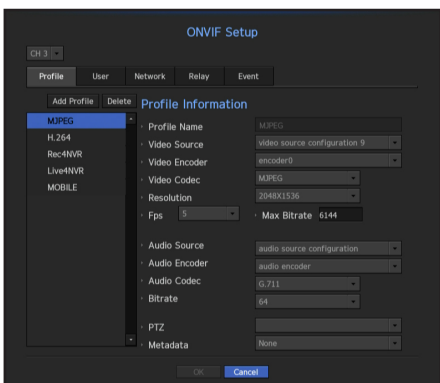 ONVIF Setup
CH 3
Profile User Network Relay Event
Add Profile Delete
MJPEG
H.264
Rec4NVR
Live4NVR
MOBILE
Profile Information
Profile Name MJPEG
Video Source video source configuration 9
Video Encoder encoder0
Video Codec MJPEG
Resolution 2048X1536
Fps 5 Max Bitrate 6144
Audio Source audio source configuration
Audio Encoder audio encoder
Audio Codec G.711
Bitrate 64
PTZ
Metadata None
OK Cancel